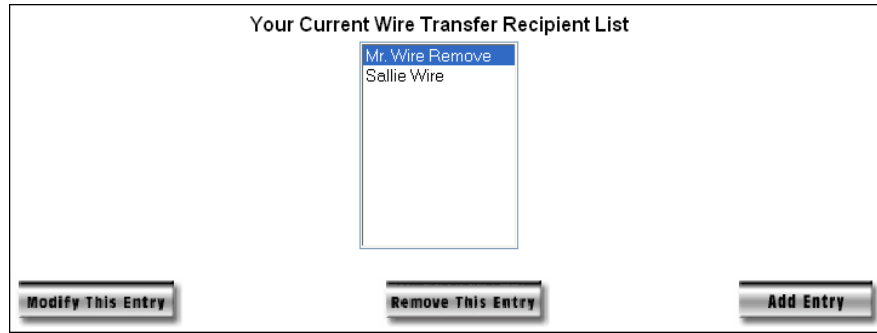 Your Current Wire Transfer Recipient List
Mr. Wire Remove
Sallie Wire
Modify This Entry
Remove This Entry
Add Entry